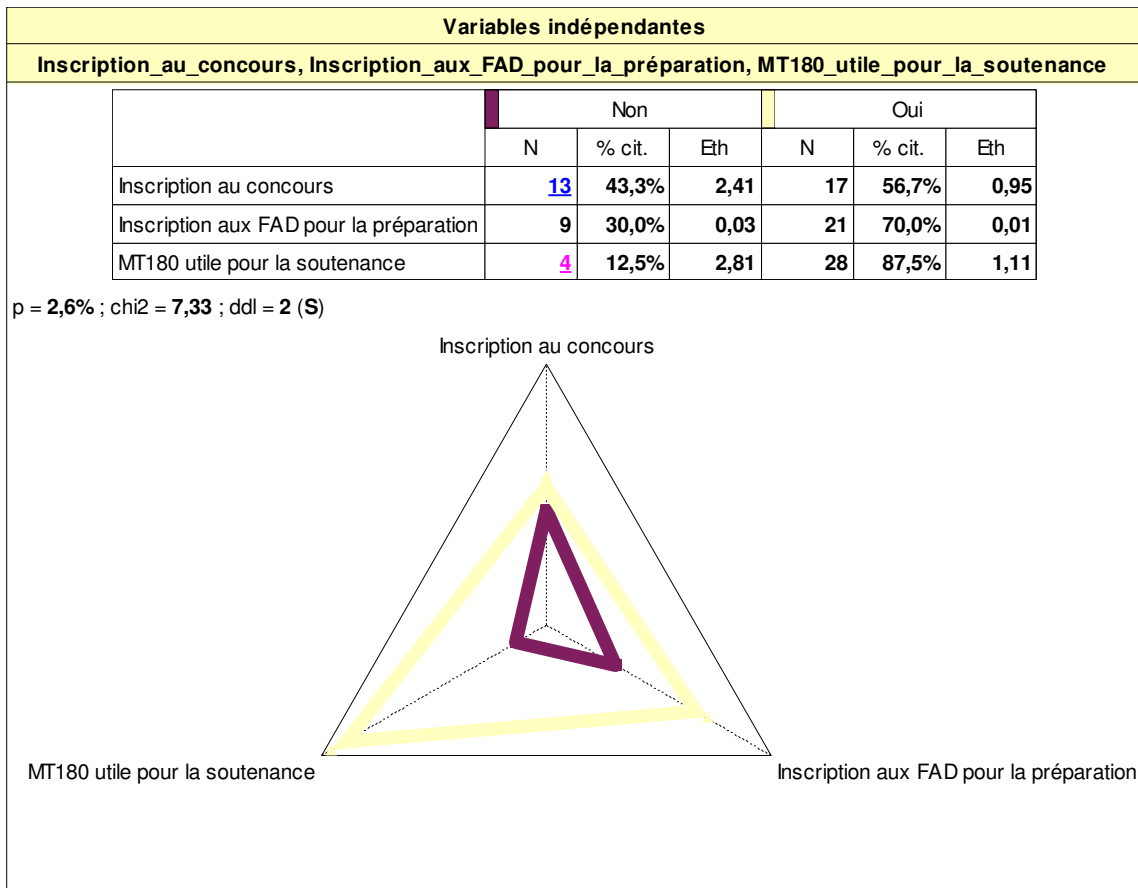 Variables indépendantes
Inscription_au_concours, Inscription_aux_FAD_pour_la_préparation, MT180_utile_pour_la_soutenance
Non Oui
N % cit. Eth N % cit. Eth
Inscription au concours 13 43,3% 2,41 17 56,7% 0,95
Inscription aux FAD pour la préparation 9 30,0% 0,03 21 70,0% 0,01
MT180 utile pour la soutenance 4 12,5% 2,81 28 87,5% 1,11
p = 2,6% ; chi2 = 7,33 ; ddl = 2 (S)
Inscription au concours
MT180 utile pour la soutenance
Inscription aux FAD pour la préparation